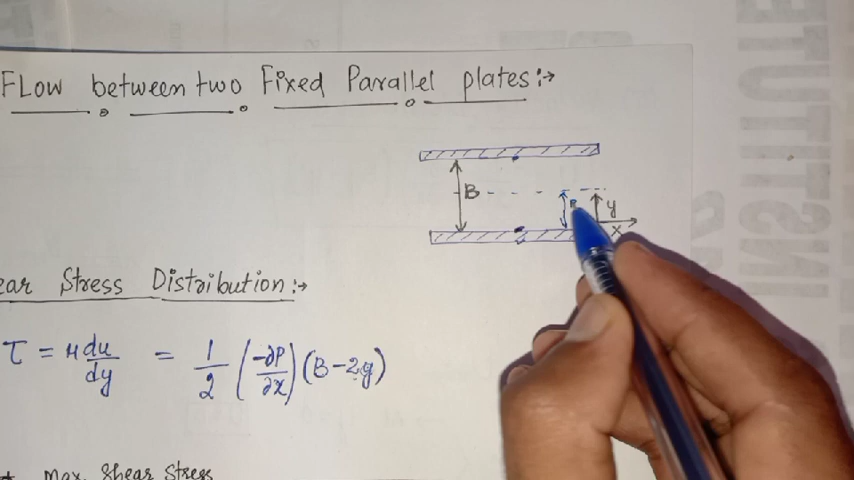 Flow between two Fixed Parallel plates:→
B
y
x
ear Stress Distribution:→
τ = μ du/dy = 1/2 (-∂P/∂x) (B-2y)
* Max. Shear Stress